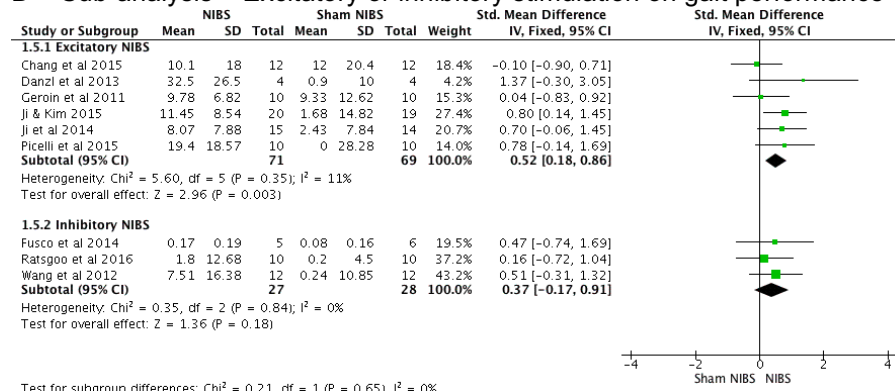 B Sub-analysis Excitatory or inhibitory stimulation on gait performance
NIBS Sham NIBS Std. Mean Difference Std. Mean Difference
Study or Subgroup Mean SD Total Mean SD Total Weight IV, Fixed, 95% CI IV, Fixed, 95% CI
1.5.1 Excitatory NIBS
Chang et al 2015 10.1 18 12 12 20.4 12 18.4% -0.10 [-0.90, 0.71]
Danzl et al 2013 32.5 26.5 4 0.9 10 4 4.2% 1.37 [-0.30, 3.05]
Geroin et al 2011 9.78 6.82 10 9.33 12.62 10 15.3% 0.04 [-0.83, 0.92]
Ji & Kim 2015 11.45 8.54 20 1.68 14.82 19 27.4% 0.80 [0.14, 1.45]
Ji et al 2014 8.07 7.88 15 2.43 7.84 14 20.7% 0.70 [-0.06, 1.45]
Picelli et al 2015 19.4 18.57 10 0 28.28 10 14.0% 0.78 [-0.14, 1.69]
Subtotal (95% CI) 71 69 100.0% 0.52 [0.18, 0.86]
Heterogeneity: Chi² = 5.60, df = 5 (P = 0.35); I² = 11%
Test for overall effect: Z = 2.96 (P = 0.003)
1.5.2 Inhibitory NIBS
Fusco et al 2014 0.17 0.19 5 0.08 0.16 6 19.5% 0.47 [-0.74, 1.69]
Ratsgoo et al 2016 1.8 12.68 10 0.2 4.5 10 37.2% 0.16 [-0.72, 1.04]
Wang et al 2012 7.51 16.38 12 0.24 10.85 12 43.2% 0.51 [-0.31, 1.32]
Subtotal (95% CI) 27 28 100.0% 0.37 [-0.17, 0.91]
Heterogeneity: Chi² = 0.35, df = 2 (P = 0.84); I² = 0%
Test for overall effect: Z = 1.36 (P = 0.18)
-4 -2 0 2 4
Sham NIBS NIBS
Test for subgroup differences: Chi² = 0.21, df = 1 (P = 0.65), I² = 0%